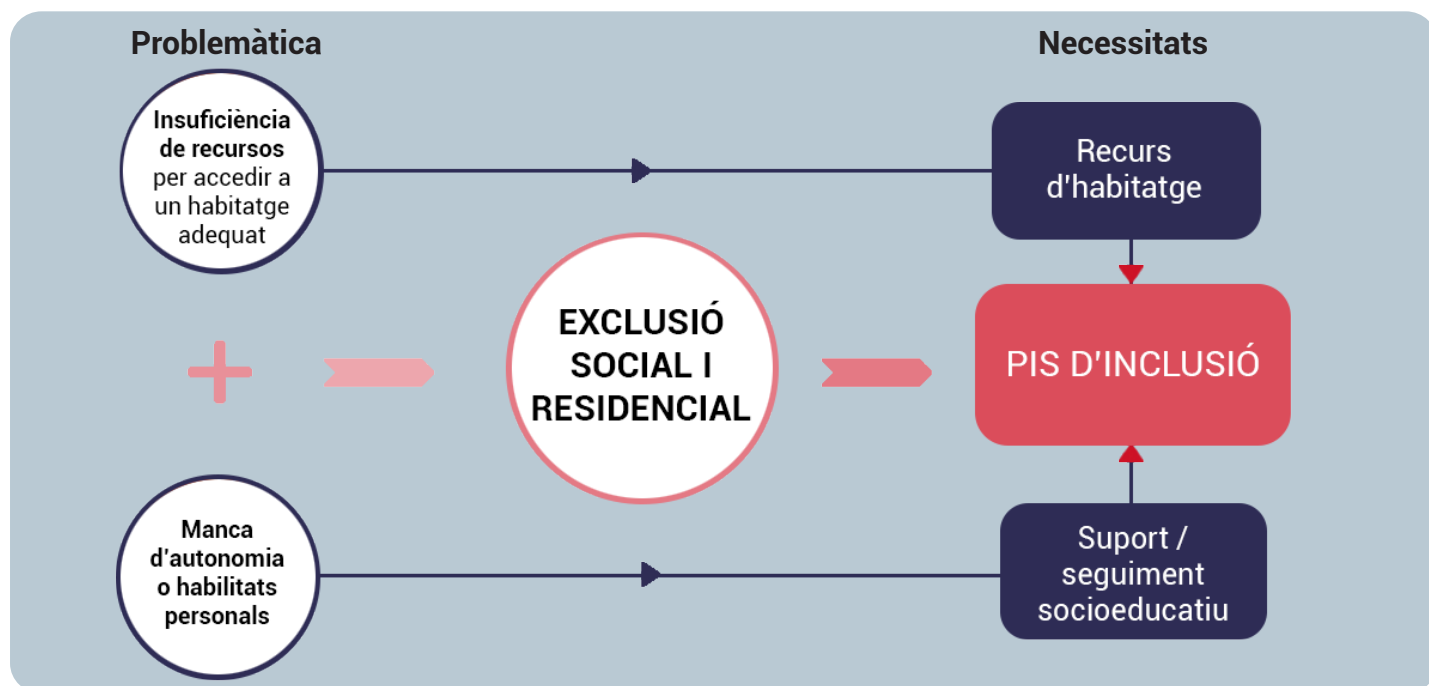 Problemàtica
Necessitats
Insuficiència
de recursos
per accedir a
un habitatge
adequat
Recurs
d'habitatge
EXCLUSIÓ
SOCIAL I
RESIDENCIAL
PIS D'INCLUSIÓ
Manca
d'autonomia
o habilitats
personals
Suport /
seguiment
socioeducatiu